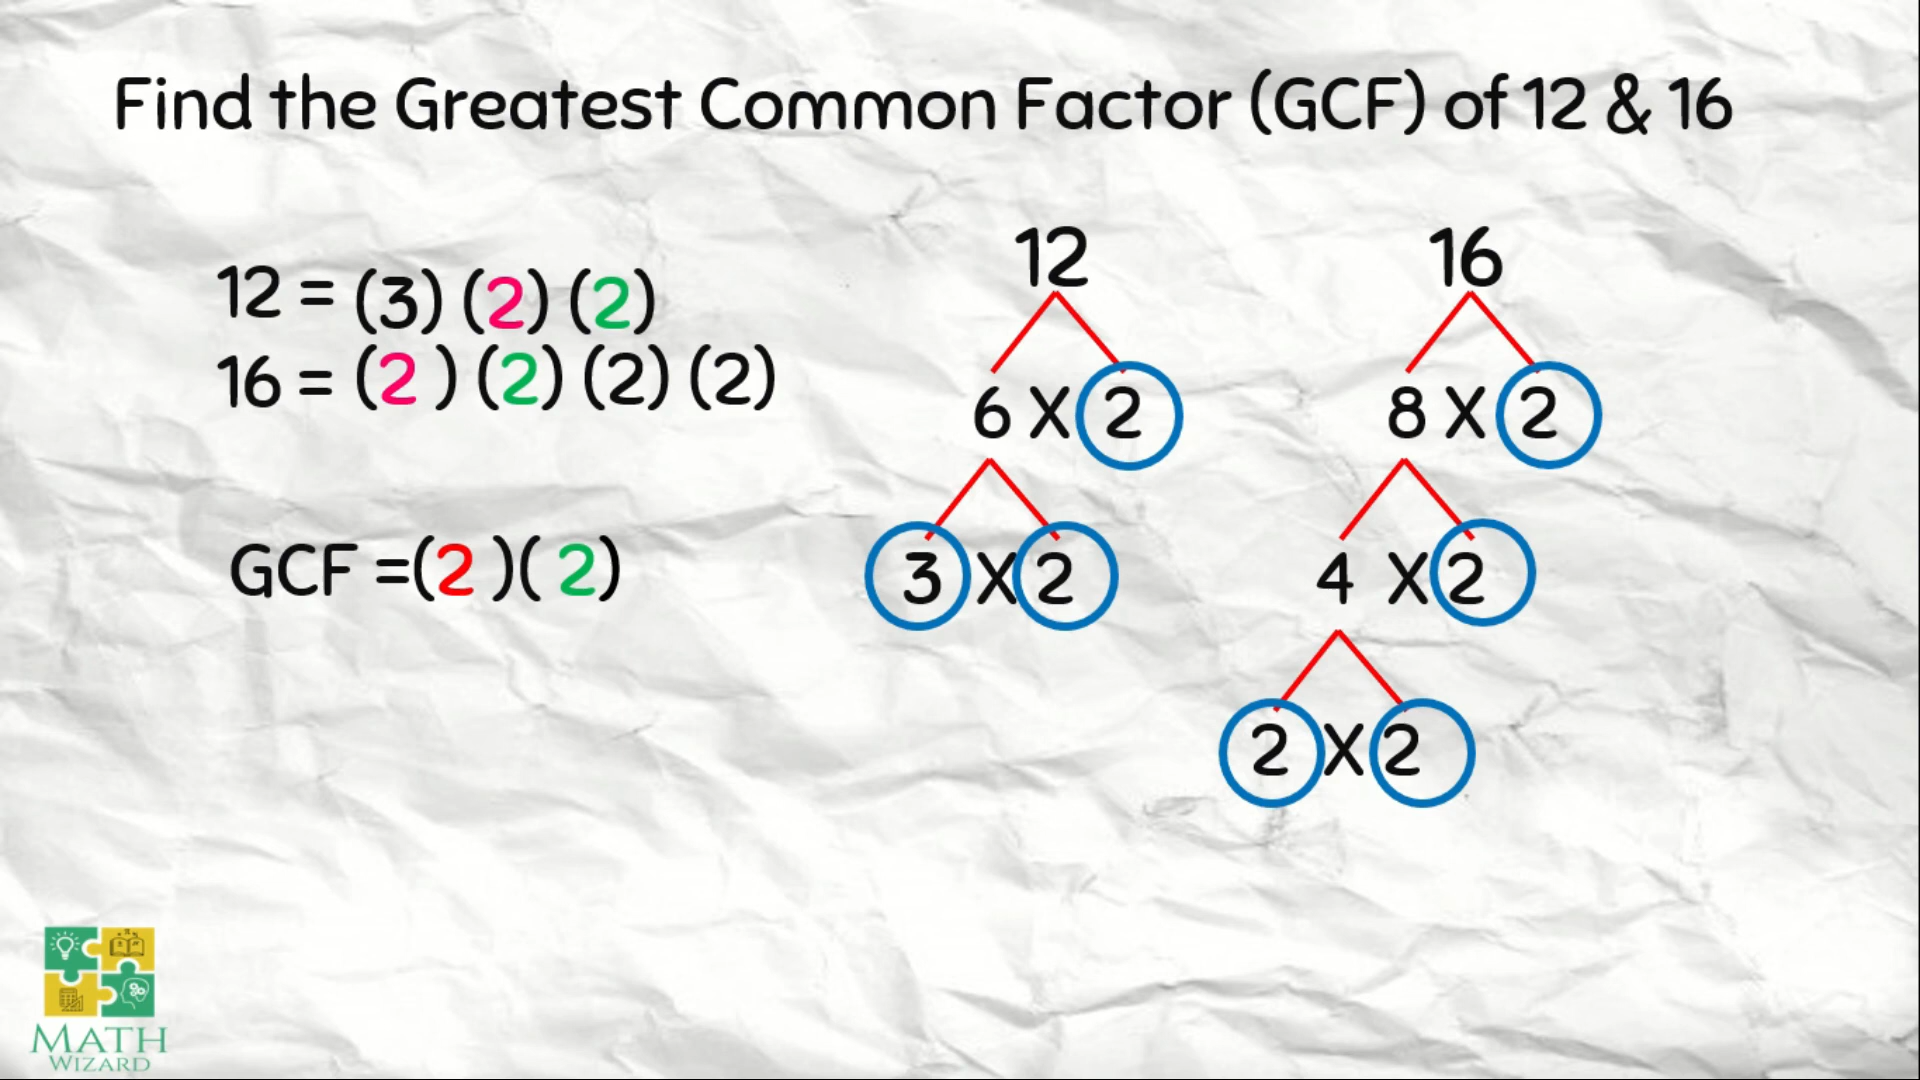 Find the Greatest Common Factor (GCF) of 12 & 16
12 = (3) (2) (2)
16 = (2 ) (2) (2) (2)
GCF =(2 )( 2)
12
6 X 2
3 X 2
16
8 X 2
4 X 2
2 X 2
MATH
WIZARD